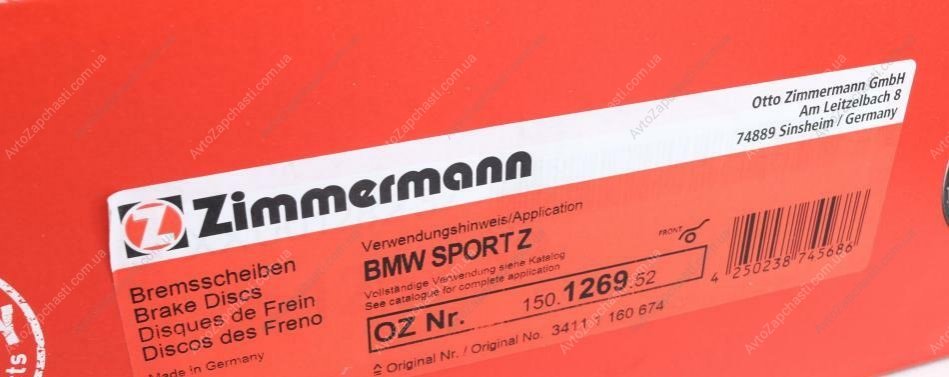 Zimmermann
Otto Zimmermann GmbH
Am Leitzelbach 8
74889 Sinsheim / Germany
Bremsscheiben
Brake Discs
Disques de Frein
Discos des Freno
Made in Germany
Verwendungshinweis/Application
BMW SPORT Z
Vollständige Verwendung siehe Katalog
See catalogue for complete application
OZ Nr. 150.1269.52
Original Nr. / Original No. 3411 160 674
FRONT
4 250238 745686
AvtoZapchasti.com.ua